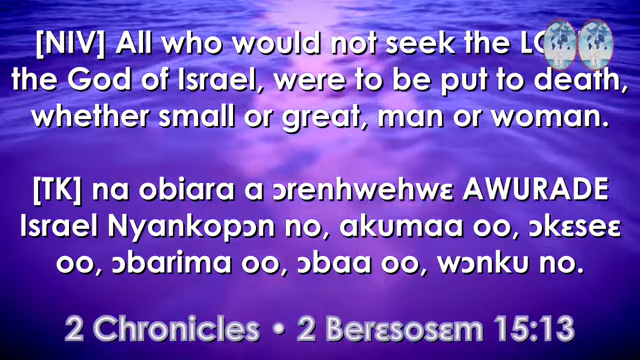 [NIV] All who would not seek the
the God of Israel, were to be put to death,
whether small or great, man or woman.
[TK] na obiara a ɔrenhwehwɛ AWURADE
Israel Nyankopɔn no, akumaa oo, ɔkɛseɛ
oo, ɔbarima oo, ɔbaa oo, wɔnku no.
2 Chronicles • 2 Berɛsosɛm 15:13